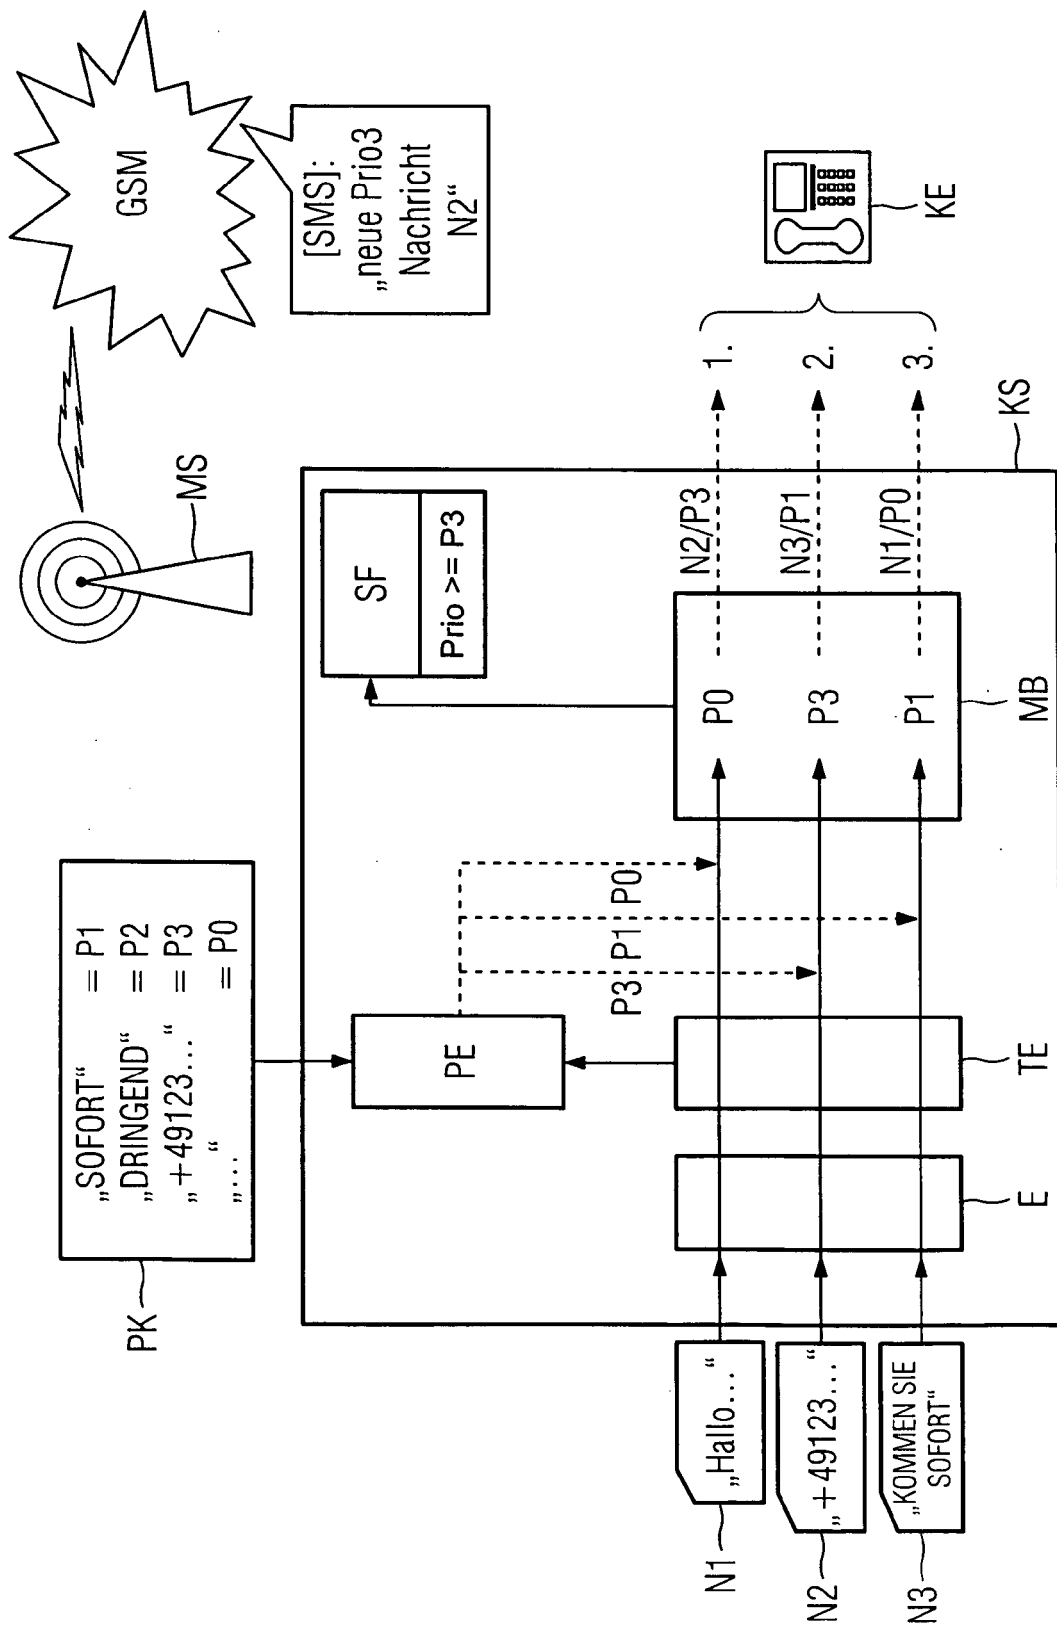 „SOFORT“ = P1
„DRINGEND“ = P2
„+49123...“ = P3
„...“ = P0
PK
MS
GSM
[SMS]:
„neue Prio3
Nachricht
N2“
PE
SF
Prio >= P3
P3
P1
P0
N1
„Hallo...“
N2
„+49123...“
N3
„KOMMEN SIE
SOFORT“
E
TE
P0
P3
P1
MB
N2/P3
N3/P1
N1/P0
KS
1.
2.
3.
KE